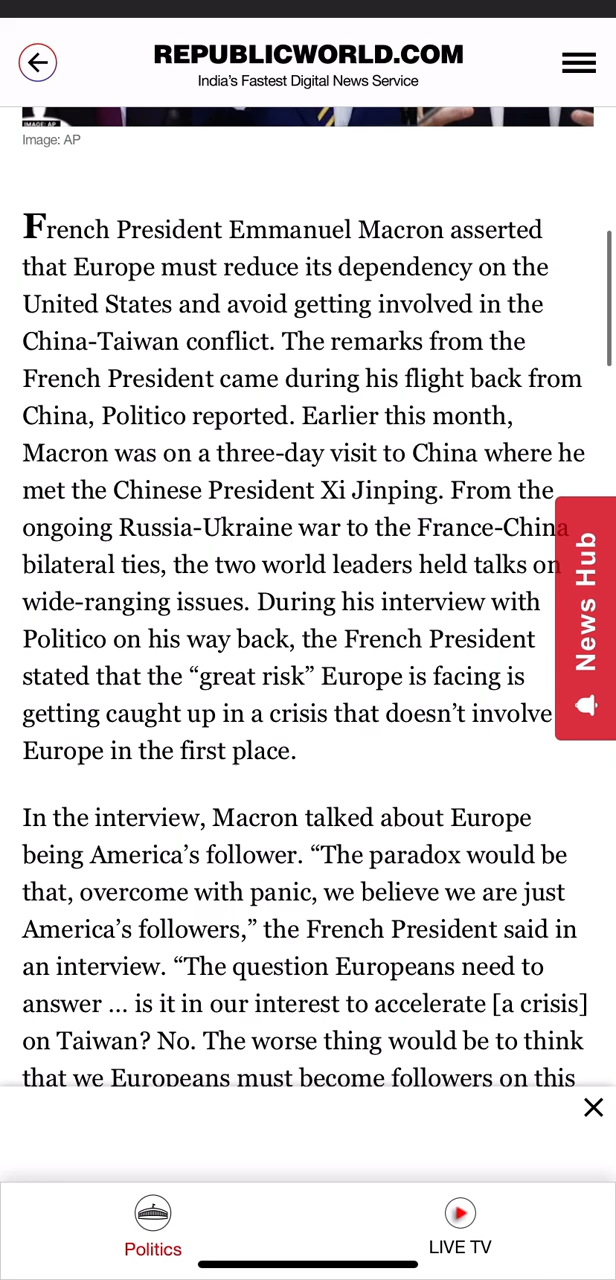 REPUBLICWORLD.COM
India's Fastest Digital News Service
IMAGE: AP
Image: AP
French President Emmanuel Macron asserted
that Europe must reduce its dependency on the
United States and avoid getting involved in the
China-Taiwan conflict. The remarks from the
French President came during his flight back from
China, Politico reported. Earlier this month,
Macron was on a three-day visit to China where he
met the Chinese President Xi Jinping. From the
ongoing Russia-Ukraine war to the France-China
bilateral ties, the two world leaders held talks on
wide-ranging issues. During his interview with
Politico on his way back, the French President
stated that the “great risk” Europe is facing is
getting caught up in a crisis that doesn’t involve
Europe in the first place.
News Hub
In the interview, Macron talked about Europe
being America’s follower. “The paradox would be
that, overcome with panic, we believe we are just
America’s followers,” the French President said in
an interview. “The question Europeans need to
answer ... is it in our interest to accelerate [a crisis]
on Taiwan? No. The worse thing would be to think
that we Europeans must become followers on this
Politics
LIVE TV